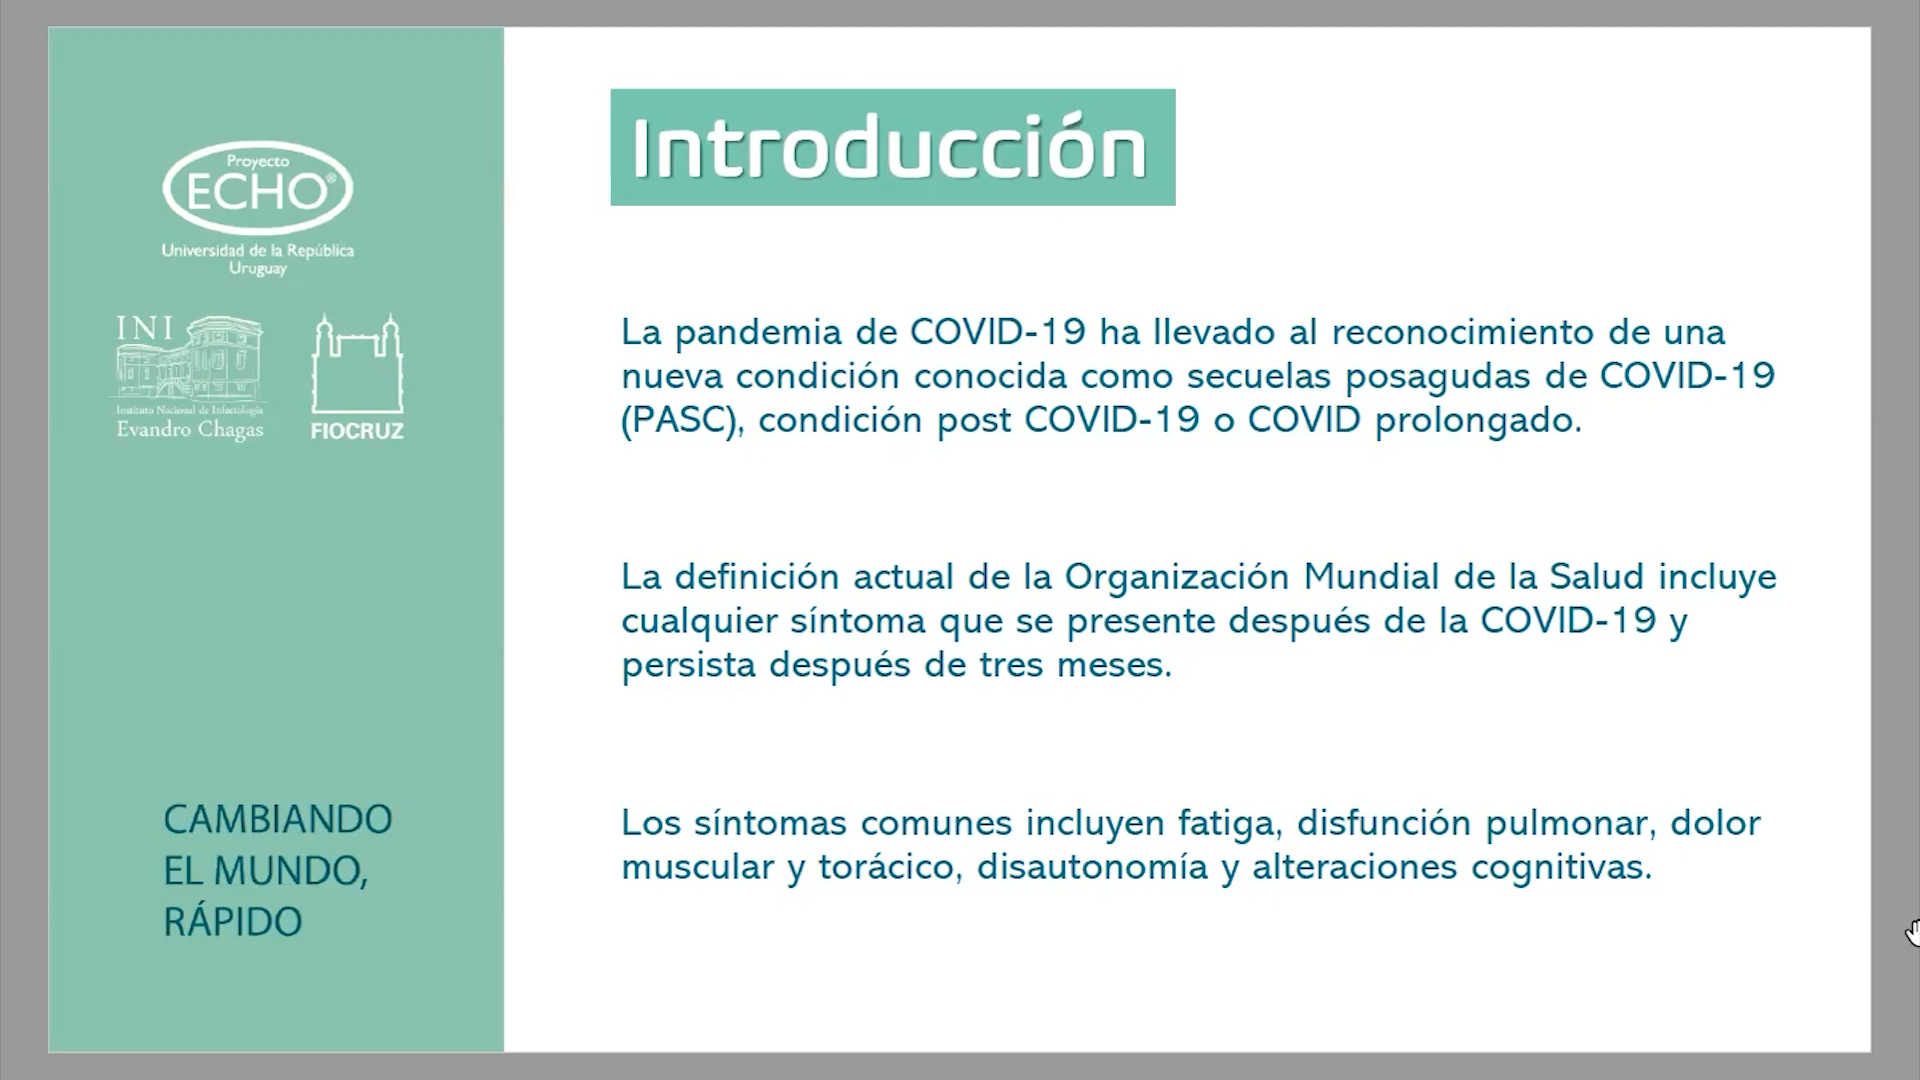 Proyecto
ECHO®
Universidad de la República
Uruguay
INI
Instituto Nacional de Infectología
Evandro Chagas
FIOCRUZ
CAMBIANDO
EL MUNDO,
RÁPIDO
Introducción
La pandemia de COVID-19 ha llevado al reconocimiento de una
nueva condición conocida como secuelas posagudas de COVID-19
(PASC), condición post COVID-19 o COVID prolongado.
La definición actual de la Organización Mundial de la Salud incluye
cualquier síntoma que se presente después de la COVID-19 y
persista después de tres meses.
Los síntomas comunes incluyen fatiga, disfunción pulmonar, dolor
muscular y torácico, disautonomía y alteraciones cognitivas.